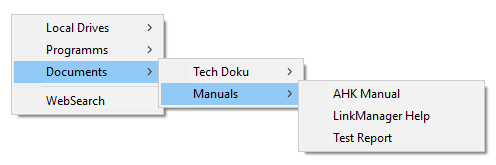 Local Drives
Programms
Documents
WebSearch
Tech Doku
Manuals
AHK Manual
LinkManager Help
Test Report